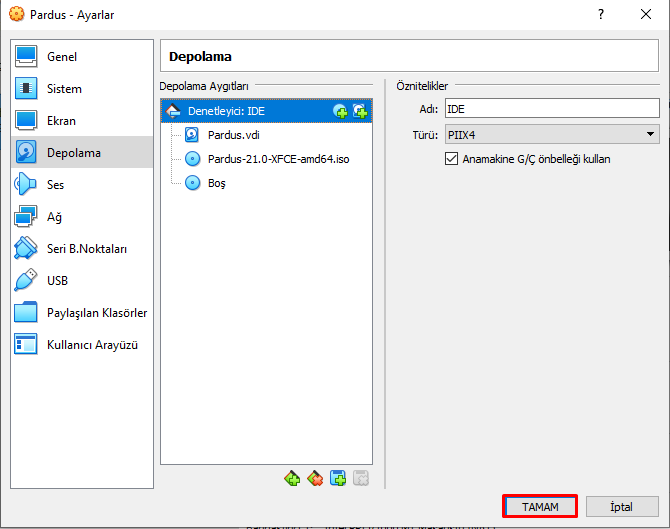 Pardus - Ayarlar
?
Genel
Sistem
Ekran
Depolama
Ses
Ağ
Seri B.Noktaları
USB
Paylaşılan Klasörler
Kullanıcı Arayüzü
Depolama
Depolama Aygıtları
Denetleyici: IDE
Pardus.vdi
Pardus-21.0-XFCE-amd64.iso
Boş
Öznitelikler
Adı: IDE
Türü: PIIX4
Anamakine G/Ç önbelleği kullan
TAMAM
İptal